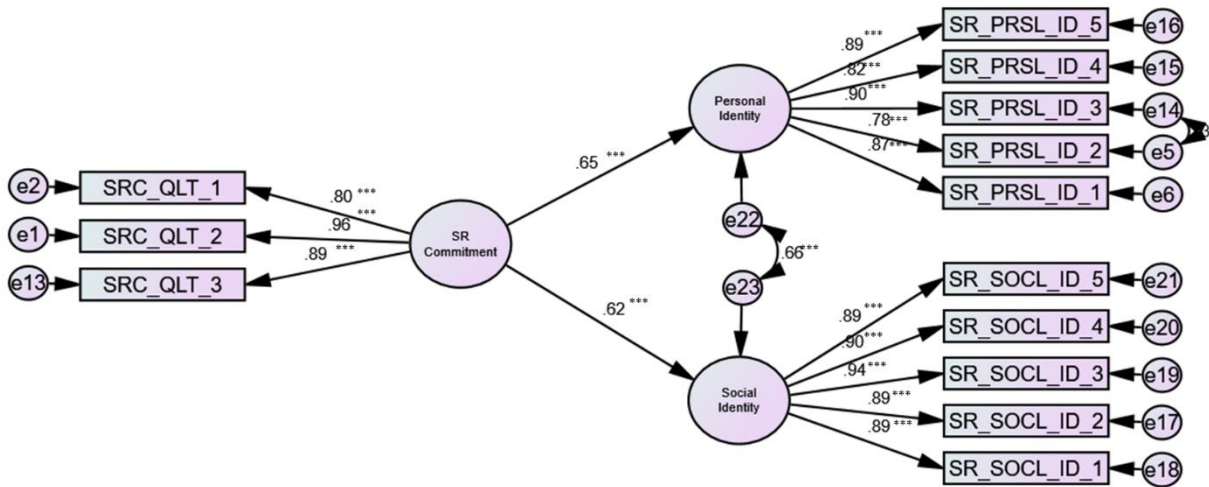 e2
SRC_QLT_1
.80 ***
e1
SRC_QLT_2
.96 ***
e13
SRC_QLT_3
.89 ***
SR
Commitment
.65 ***
.62 ***
Personal
Identity
e22
.66 ***
e23
Social
Identity
.89 ***
SR_PRSL_ID_5
e16
.82 ***
SR_PRSL_ID_4
e15
.90 ***
SR_PRSL_ID_3
e14
.78 ***
SR_PRSL_ID_2
e5
.87 ***
SR_PRSL_ID_1
e6
.89 ***
SR_SOCL_ID_5
e21
.90 ***
SR_SOCL_ID_4
e20
.94 ***
SR_SOCL_ID_3
e19
.89 ***
SR_SOCL_ID_2
e17
.89 ***
SR_SOCL_ID_1
e18